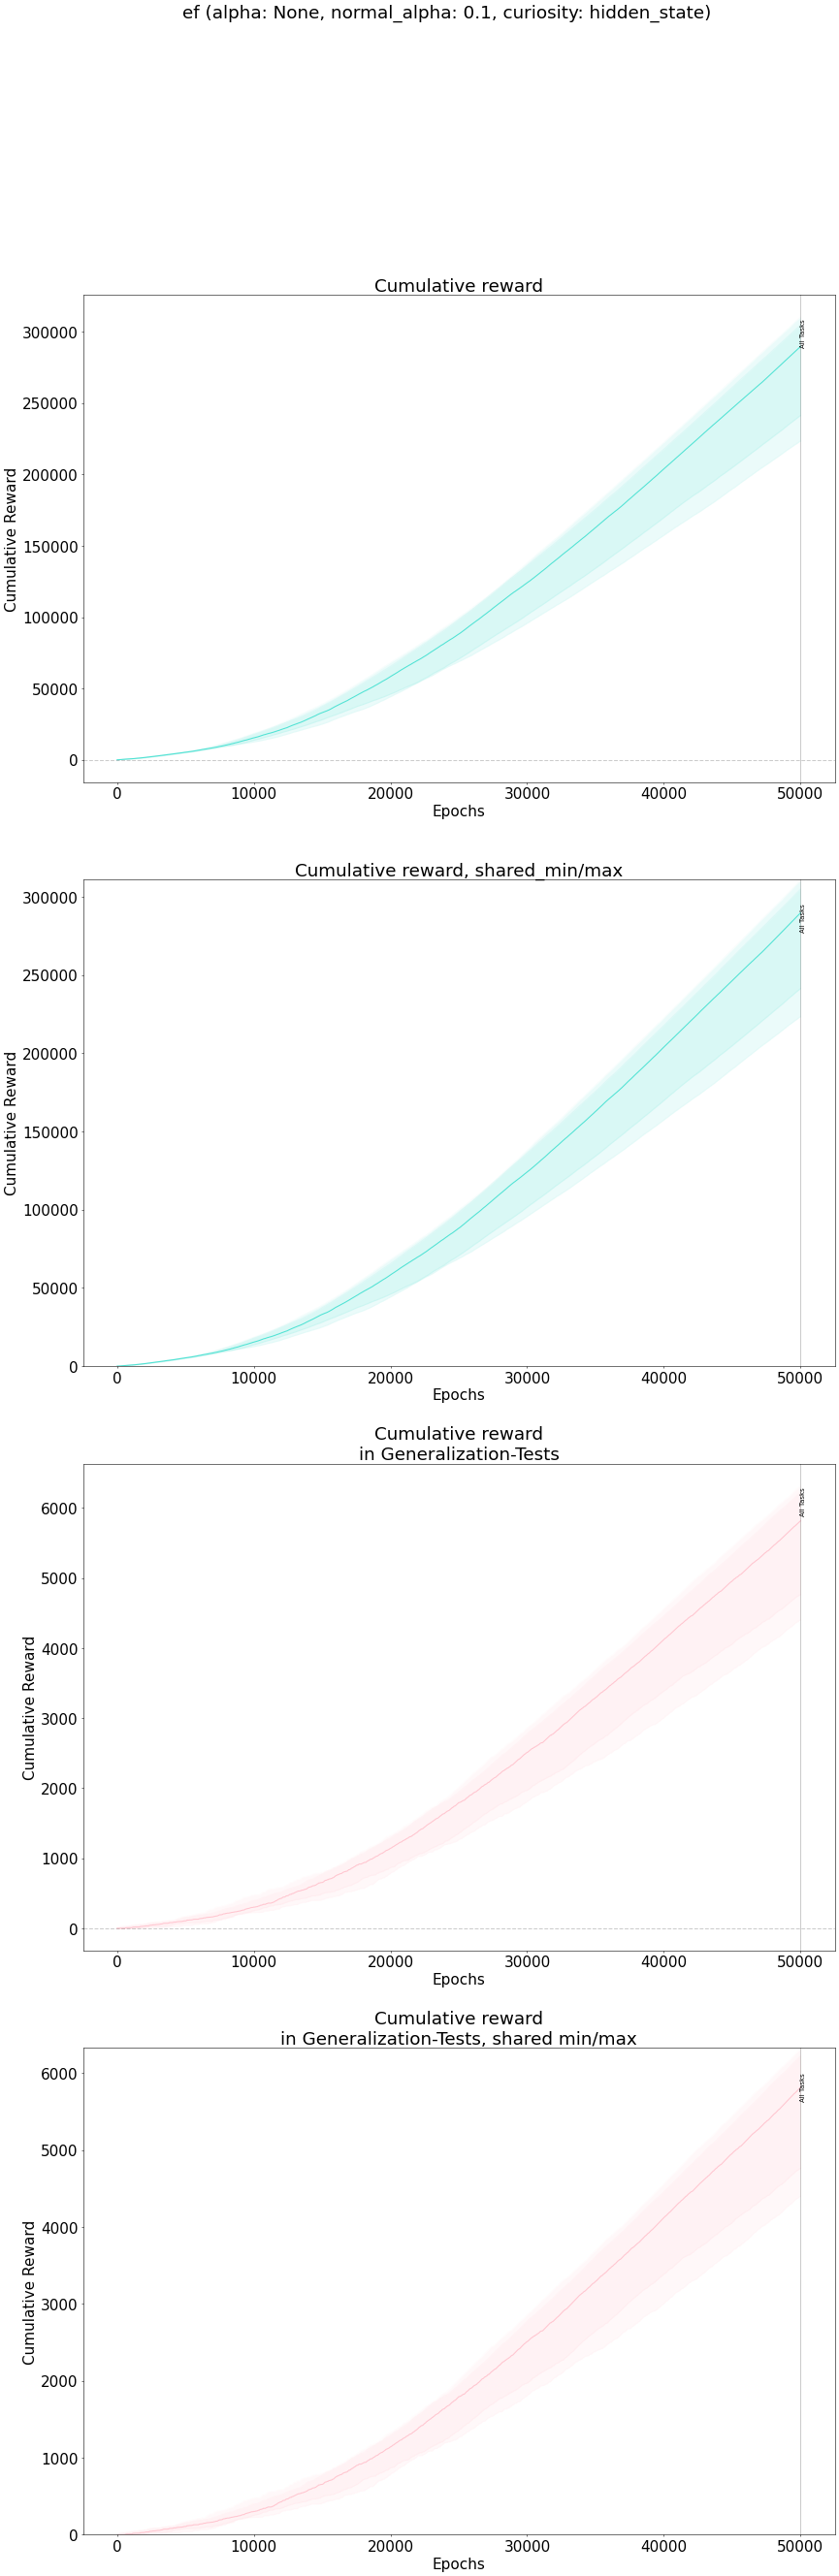 ef (alpha: None, normal_alpha: 0.1, curiosity: hidden_state)
Cumulative reward
300000
250000
200000
150000
100000
50000
0
Cumulative Reward
All Tasks
0 10000 20000 30000 40000 50000
Epochs
Cumulative reward, shared_min/max
300000
250000
200000
150000
100000
50000
0
Cumulative Reward
All Tasks
0 10000 20000 30000 40000 50000
Epochs
Cumulative reward
in Generalization-Tests
6000
5000
4000
3000
2000
1000
0
Cumulative Reward
All Tasks
0 10000 20000 30000 40000 50000
Epochs
Cumulative reward
in Generalization-Tests, shared min/max
6000
5000
4000
3000
2000
1000
0
Cumulative Reward
All Tasks
0 10000 20000 30000 40000 50000
Epochs